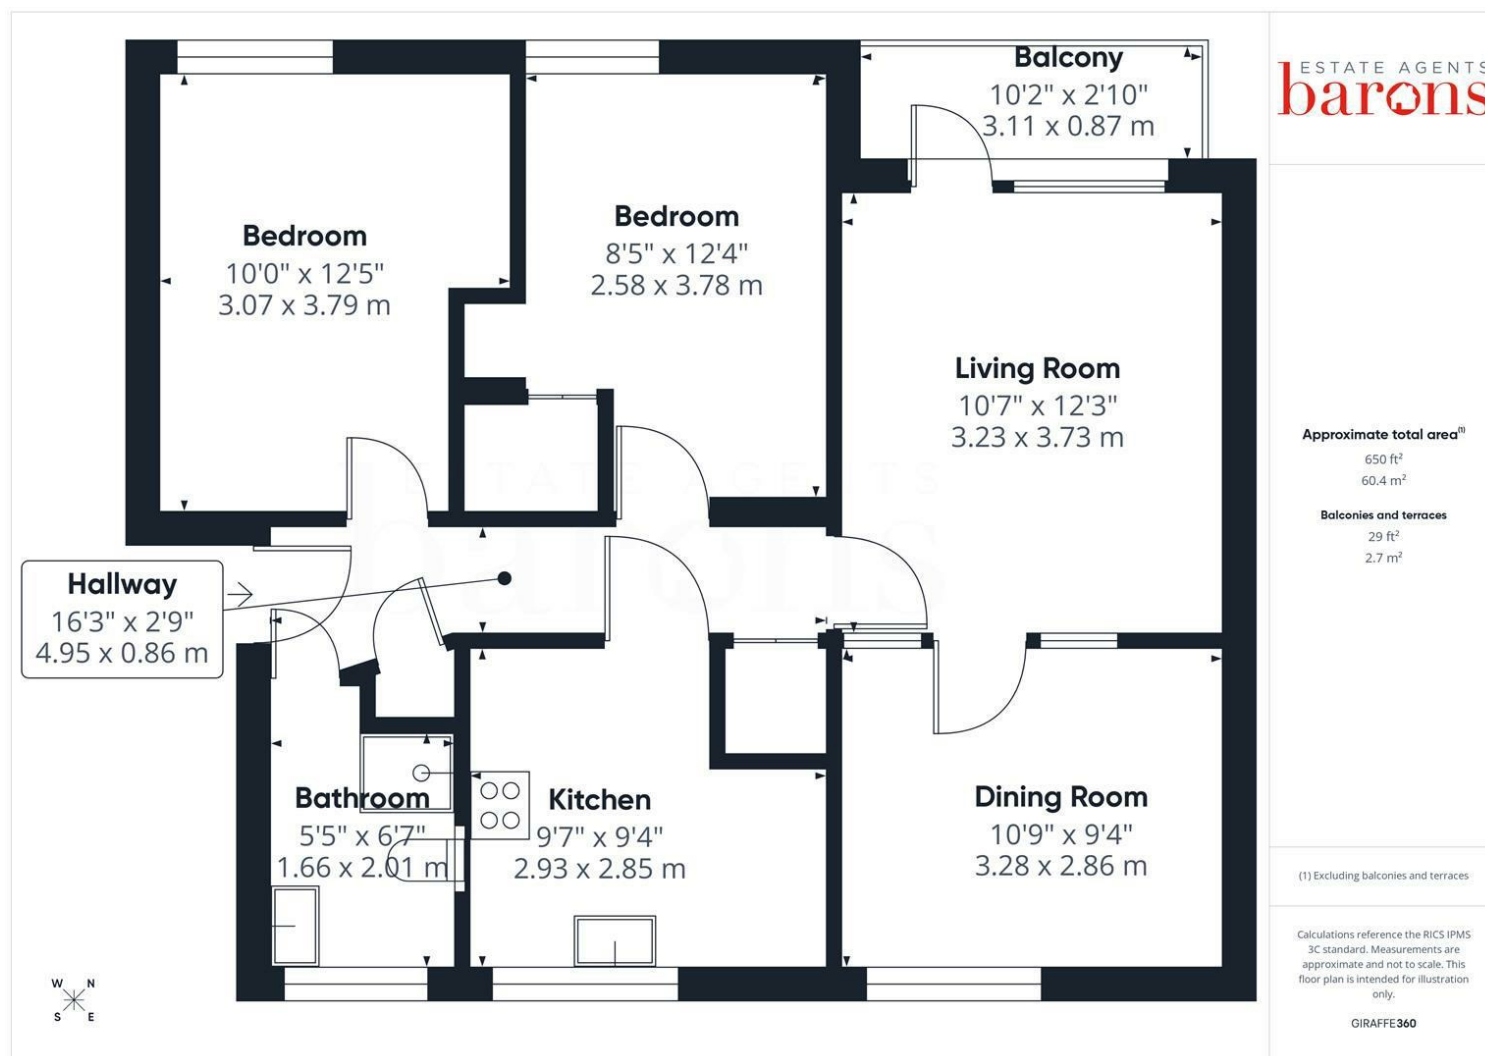 Balcony
10'2" x 2'10"
3.11 x 0.87 m
Bedroom
10'0" x 12'5"
3.07 x 3.79 m
Bedroom
8'5" x 12'4"
2.58 x 3.78 m
Living Room
10'7" x 12'3"
3.23 x 3.73 m
Hallway
16'3" x 2'9"
4.95 x 0.86 m
Bathroom
5'5" x 6'7"
1.66 x 2.01 m
Kitchen
9'7" x 9'4"
2.93 x 2.85 m
Dining Room
10'9" x 9'4"
3.28 x 2.86 m
ESTATE AGENTS
barons
W N
S E
ESTATE AGENTS
barons
Approximate total area(1)
650 ft²
60.4 m²
Balconies and terraces
29 ft²
2.7 m²
(1) Excluding balconies and terraces
Calculations reference the RICS IPMS
3C standard. Measurements are
approximate and not to scale. This
floor plan is intended for illustration
only.
GIRAFFE360